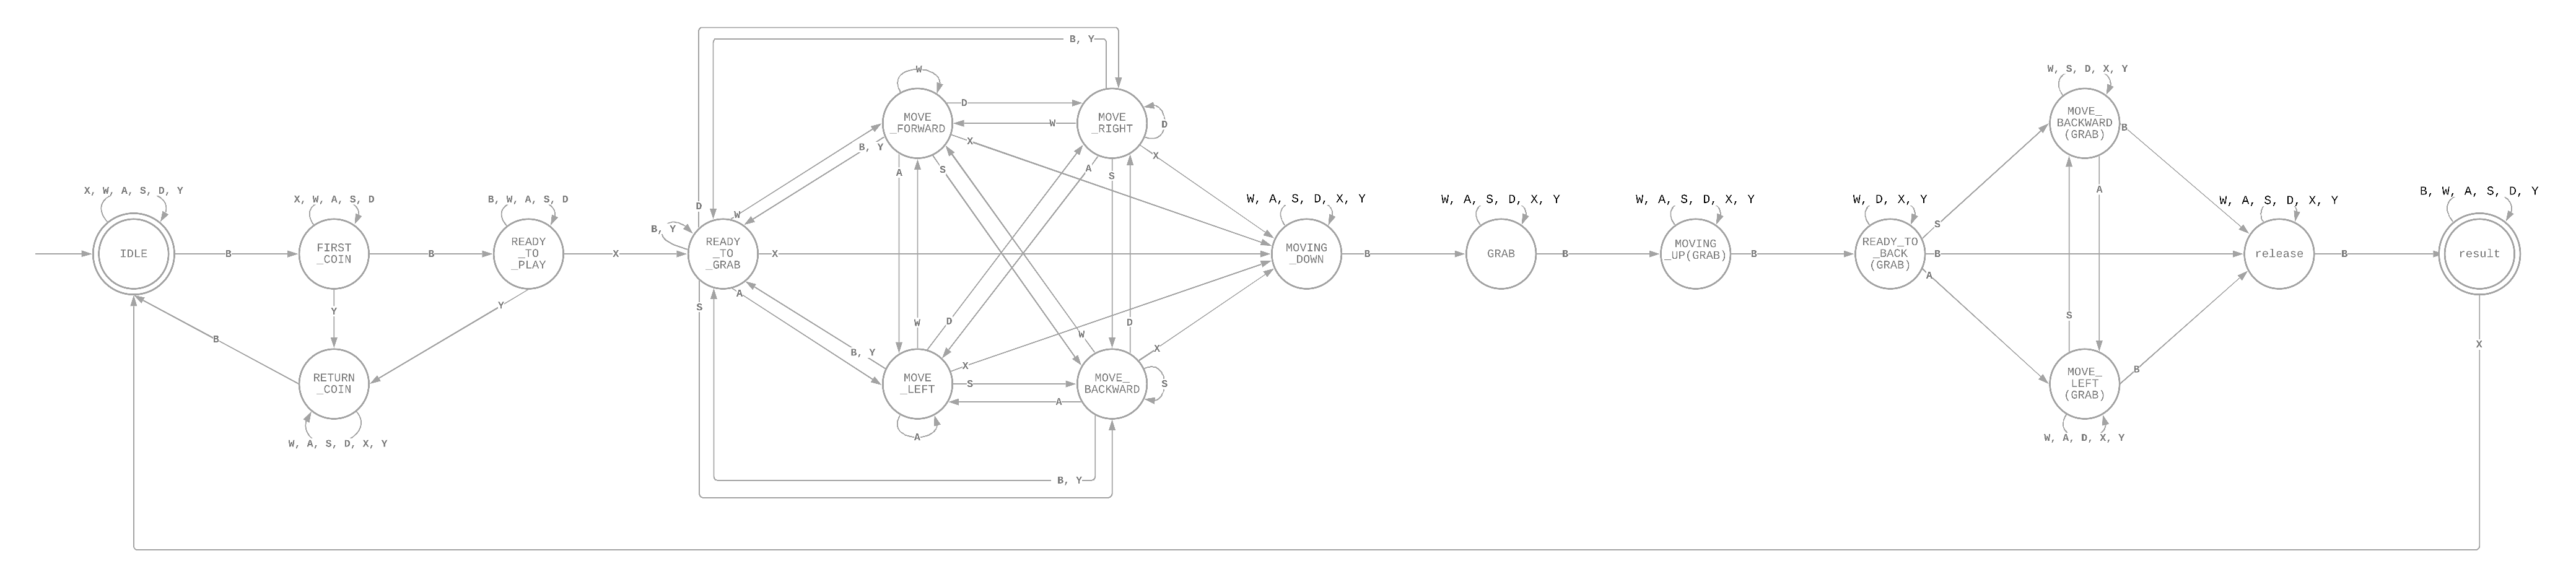 X, W, A, S, D, Y
IDLE
B
X, W, A, S, D
FIRST
_COIN
B
Y
RETURN
_COIN
W, A, S, D, X, Y
B
B, W, A, S, D
READY
_TO
_PLAY
Y
X
B, Y
READY
_TO
_GRAB
D
W
X
A
S
B, Y
B, Y
B, Y
B, Y
W
MOVE
_FORWARD
D
X
S
A
MOVE
_RIGHT
W
D
X
A
S
MOVE
_LEFT
W
D
X
S
A
MOVE_
BACKWARD
W
D
X
S
A
W, A, S, D, X, Y
MOVING
_DOWN
B
W, A, S, D, X, Y
GRAB
B
W, A, S, D, X, Y
MOVING
_UP(GRAB)
B
W, D, X, Y
READY_TO
_BACK
(GRAB)
S
B
A
W, S, D, X, Y
MOVE_
BACKWARD
(GRAB)
B
A
S
MOVE_
LEFT
(GRAB)
B
W, A, D, X, Y
W, A, S, D, X, Y
release
B
B, W, A, S, D, Y
result
X